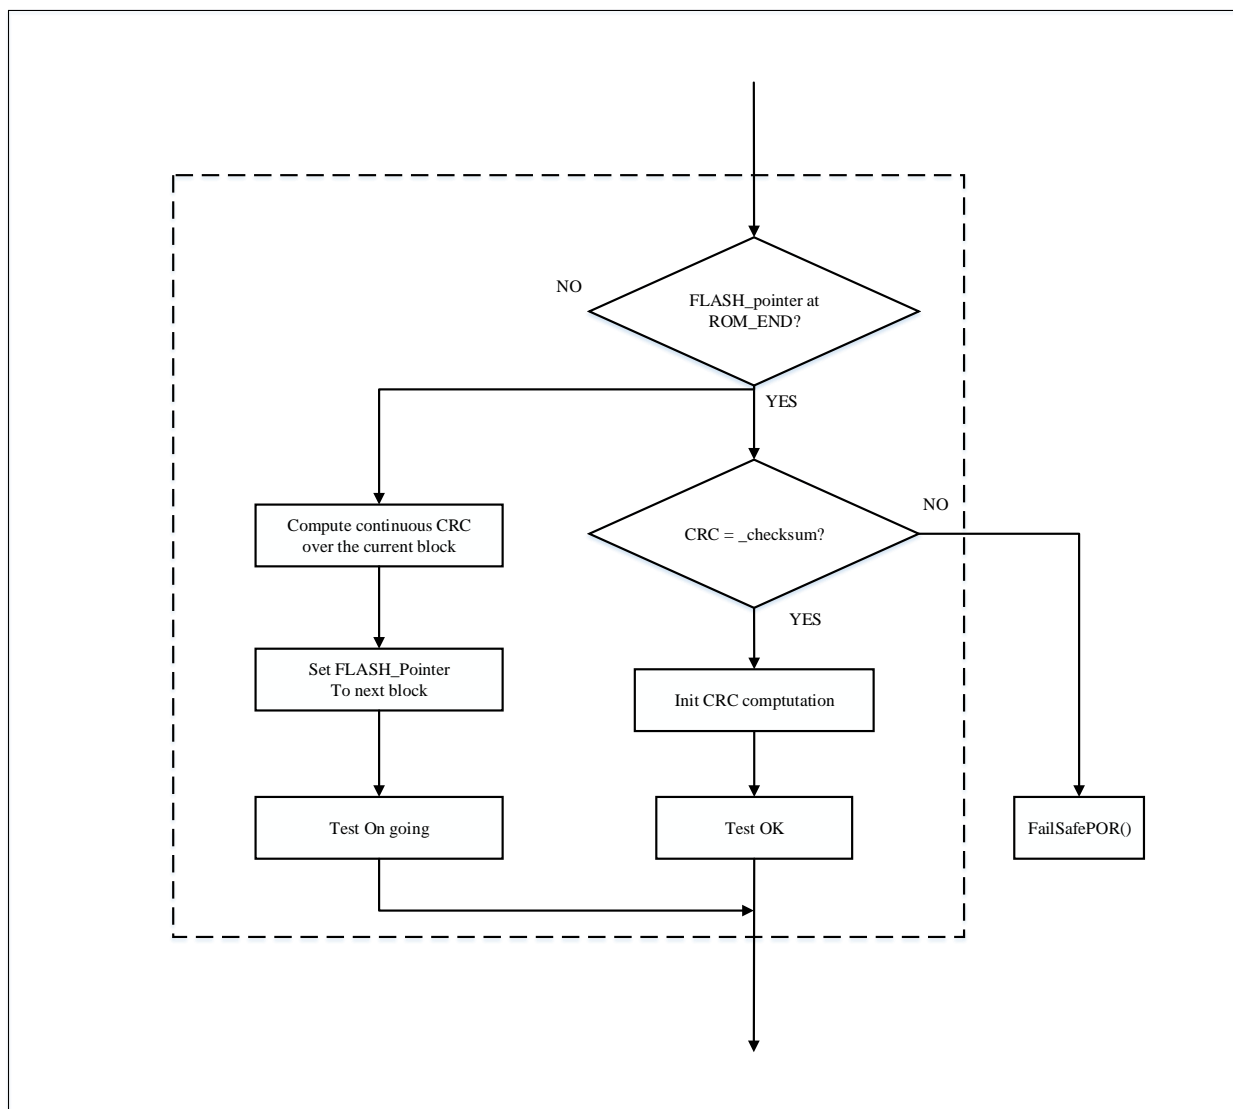 NO
FLASH_pointer at
ROM_END?
YES
Compute continuous CRC
over the current block
CRC = _checksum?
NO
YES
Set FLASH_Pointer
To next block
Init CRC comptutation
Test On going
Test OK
FailSafePOR()